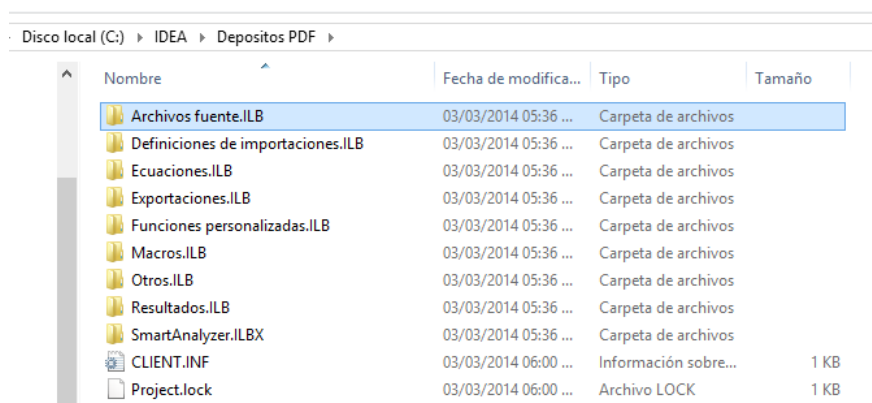 Disco local (C:) ▸ IDEA ▸ Depositos PDF ▸
Nombre Fecha de modifica... Tipo Tamaño
Archivos fuente.ILB 03/03/2014 05:36 ... Carpeta de archivos
Definiciones de importaciones.ILB 03/03/2014 05:36 ... Carpeta de archivos
Ecuaciones.ILB 03/03/2014 05:36 ... Carpeta de archivos
Exportaciones.ILB 03/03/2014 05:36 ... Carpeta de archivos
Funciones personalizadas.ILB 03/03/2014 05:36 ... Carpeta de archivos
Macros.ILB 03/03/2014 05:36 ... Carpeta de archivos
Otros.ILB 03/03/2014 05:36 ... Carpeta de archivos
Resultados.ILB 03/03/2014 05:36 ... Carpeta de archivos
SmartAnalyzer.ILBX 03/03/2014 05:36 ... Carpeta de archivos
CLIENT.INF 03/03/2014 06:00 ... Información sobre... 1 KB
Project.lock 03/03/2014 06:00 ... Archivo LOCK 1 KB